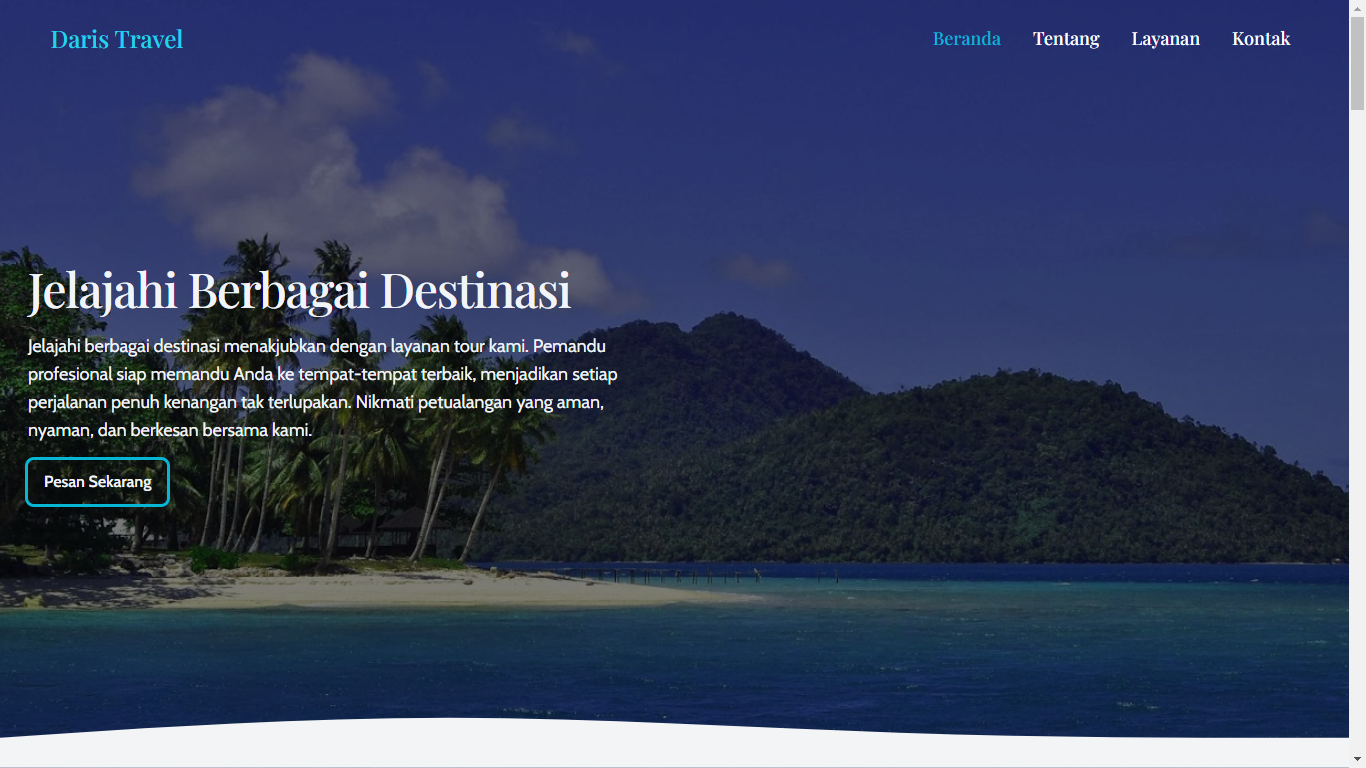 Daris Travel
Beranda Tentang Layanan Kontak
Jelajahi Berbagai Destinasi
Jelajahi berbagai destinasi menakjubkan dengan layanan tour kami. Pemandu
profesional siap memandu Anda ke tempat-tempat terbaik, menjadikan setiap
perjalanan penuh kenangan tak terlupakan. Nikmati petualangan yang aman,
nyaman, dan berkesan bersama kami.
Pesan Sekarang